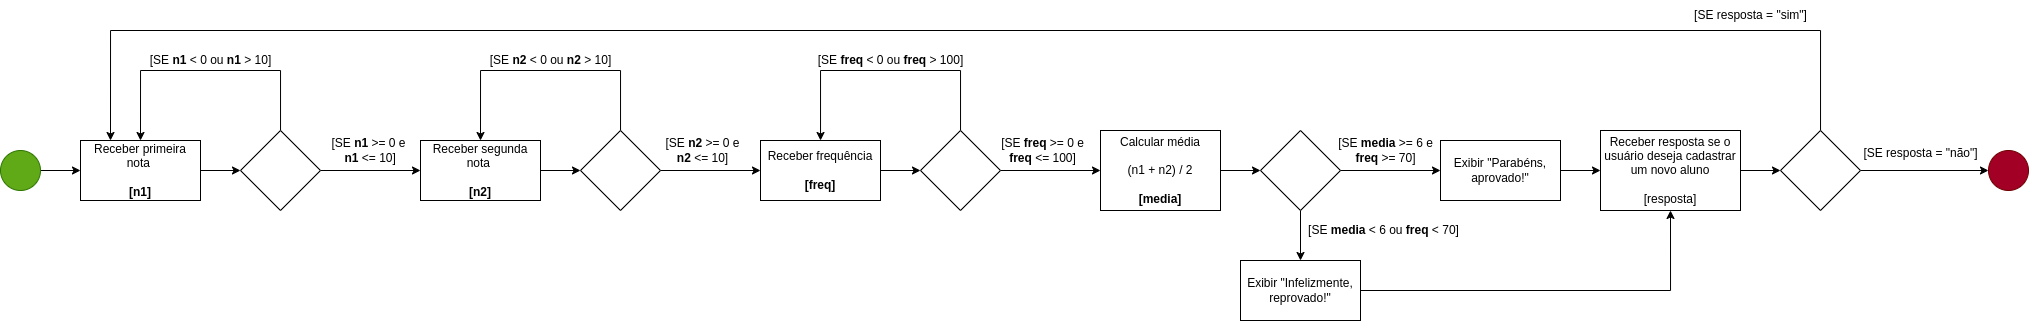 [SE resposta = "sim"]
[SE n1 < 0 ou n1 > 10]
[SE n2 < 0 ou n2 > 10]
[SE freq < 0 ou freq > 100]
Receber primeira
nota
[n1]
[SE n1 >= 0 e
n1 <= 10]
Receber segunda
nota
[n2]
[SE n2 >= 0 e
n2 <= 10]
Receber frequência
[freq]
[SE freq >= 0 e
freq <= 100]
Calcular média
(n1 + n2) / 2
[media]
[SE media >= 6 e
freq >= 70]
Exibir "Parabéns,
aprovado!"
Receber resposta se o
usuário deseja cadastrar
um novo aluno
[resposta]
[SE resposta = "não"]
[SE media < 6 ou freq < 70]
Exibir "Infelizmente,
reprovado!"